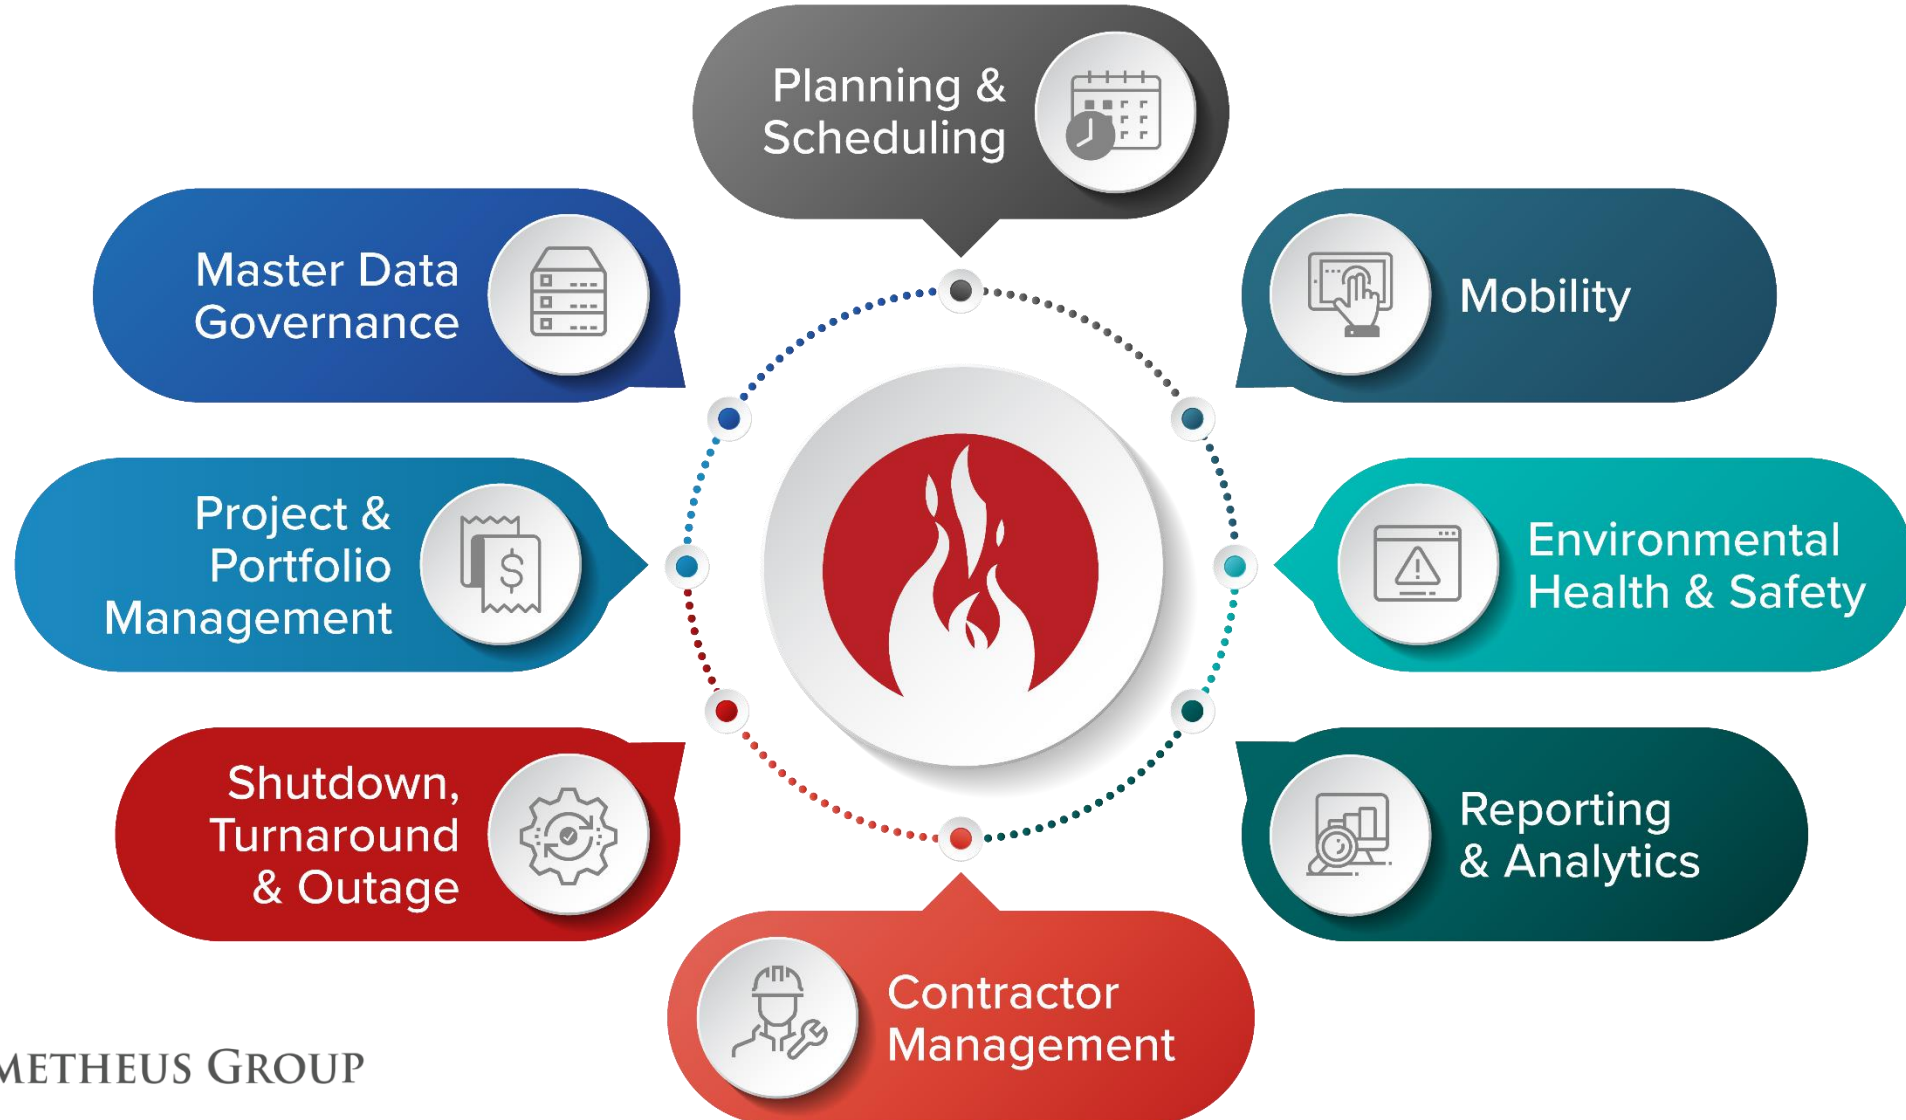 Planning &
Scheduling
Master Data
Governance
Mobility
Project &
Portfolio
Management
$
Environmental
Health & Safety
Shutdown,
Turnaround
& Outage
Reporting
& Analytics
Contractor
Management
METHEUS GROUP